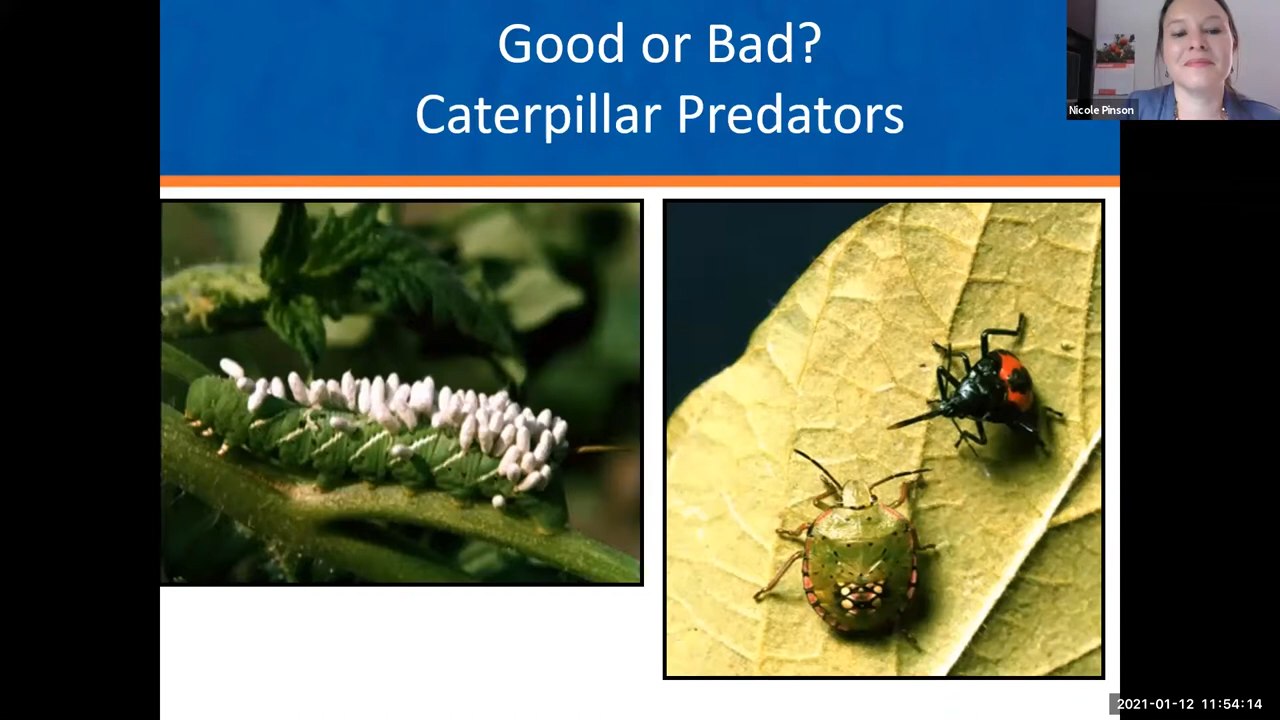 Good or Bad?
Caterpillar Predators
Nicole Pinson
2021-01-12 11:54:14